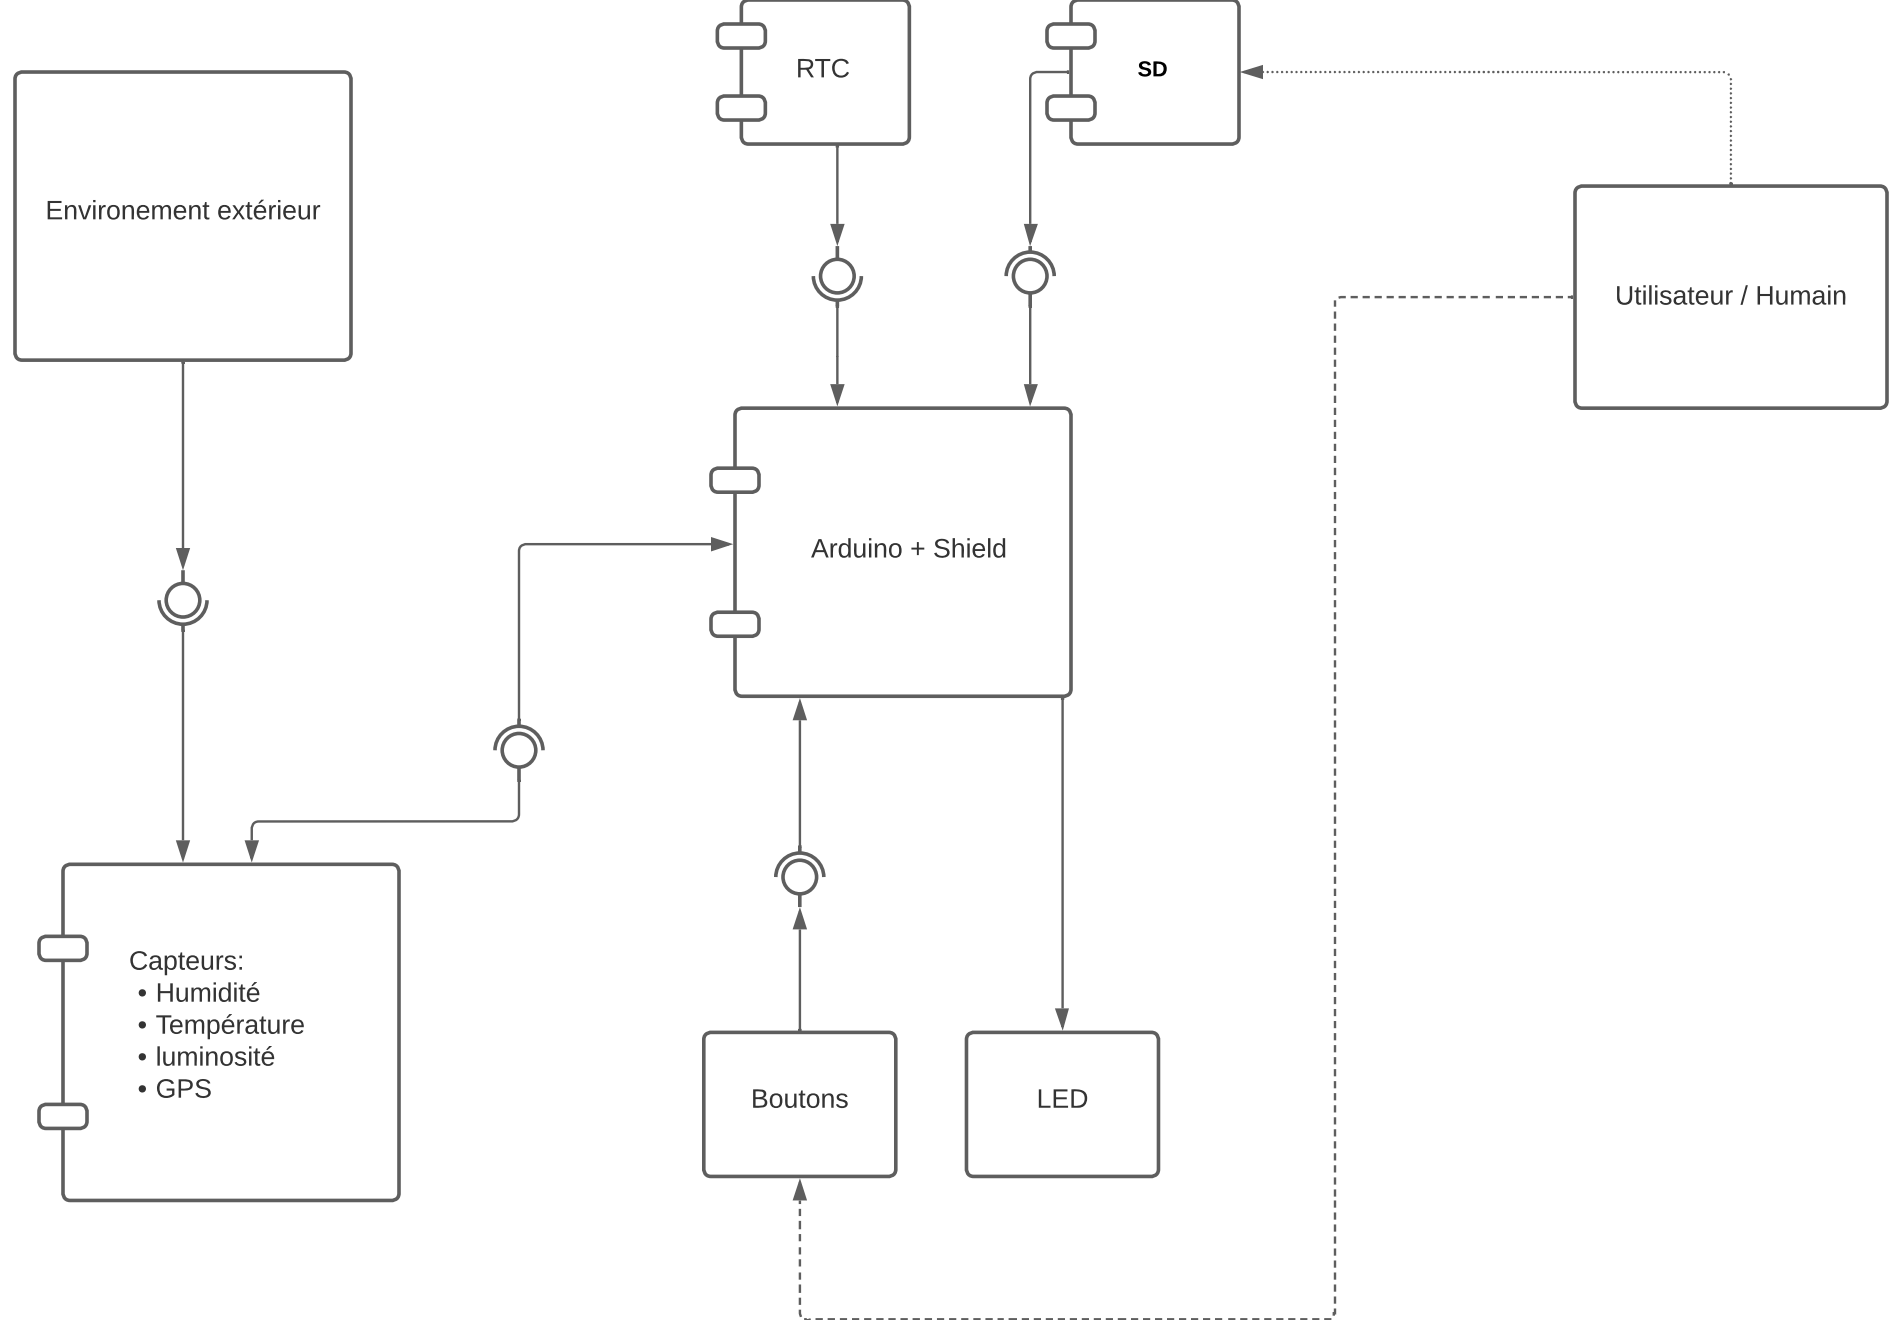 RTC
SD
Environement extérieur
Utilisateur / Humain
Arduino + Shield
Capteurs:
• Humidité
• Température
• luminosité
• GPS
Boutons
LED